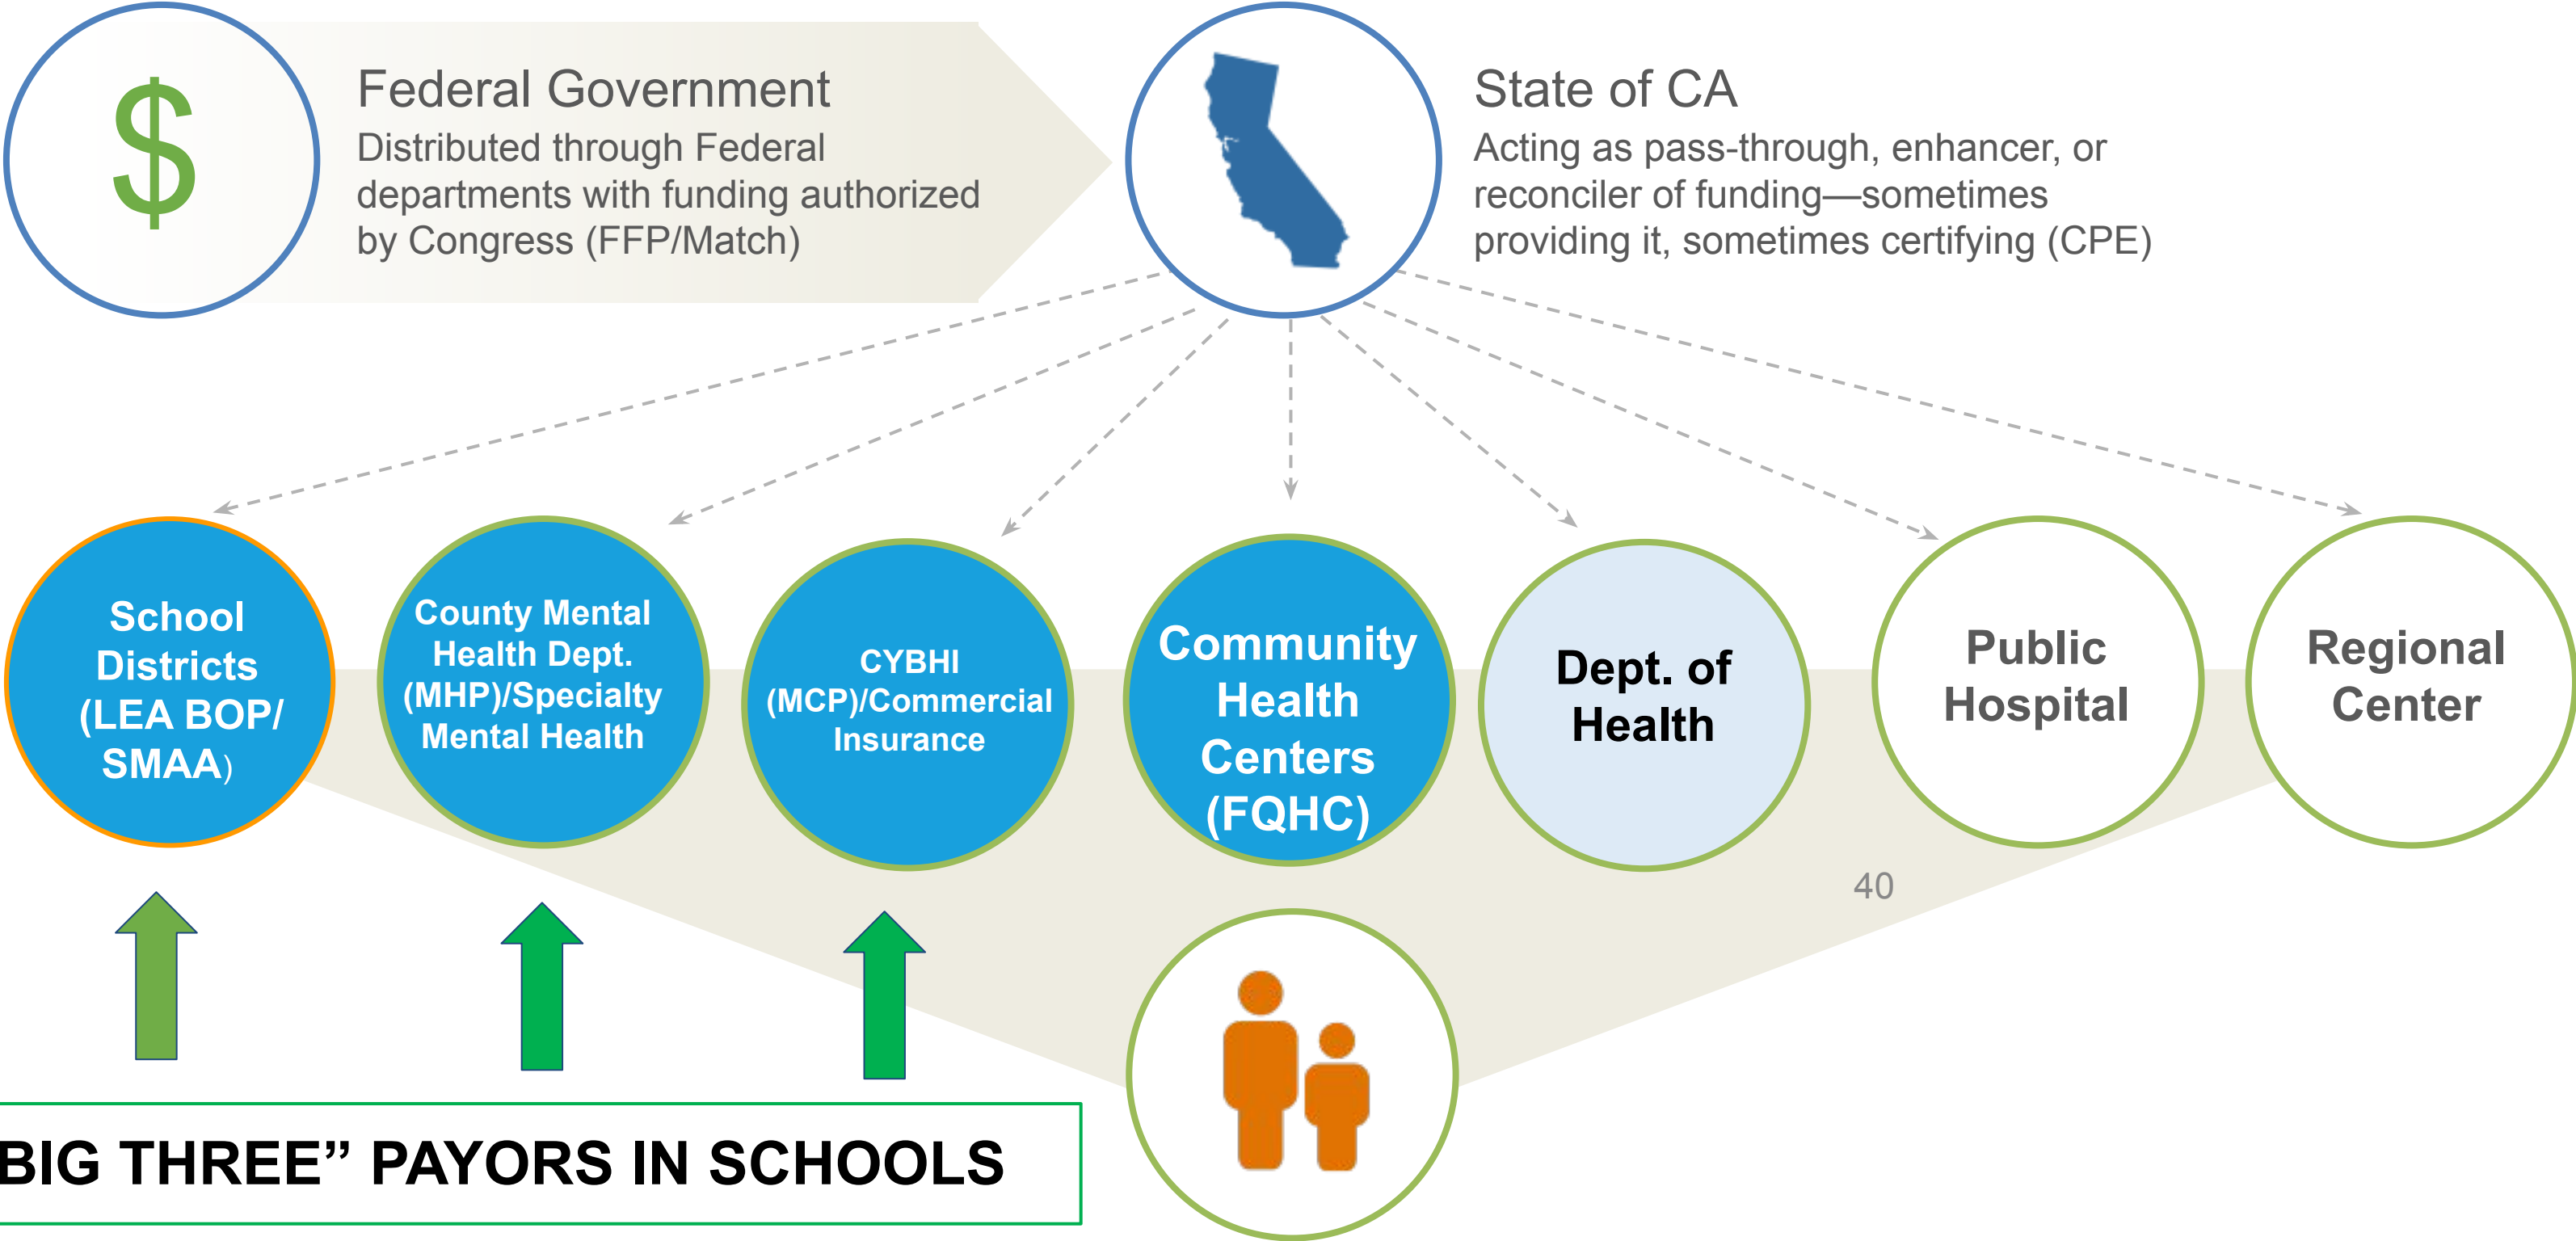 $
Federal Government
Distributed through Federal
departments with funding authorized
by Congress (FFP/Match)
State of CA
Acting as pass-through, enhancer, or
reconciler of funding—sometimes
providing it, sometimes certifying (CPE)
School
Districts
(LEA BOP/
SMAA)
County Mental
Health Dept.
(MHP)/Specialty
Mental Health
CYBHI
(MCP)/Commercial
Insurance
Community
Health
Centers
(FQHC)
Dept. of
Health
Public
Hospital
Regional
Center
40
BIG THREE” PAYORS IN SCHOOLS